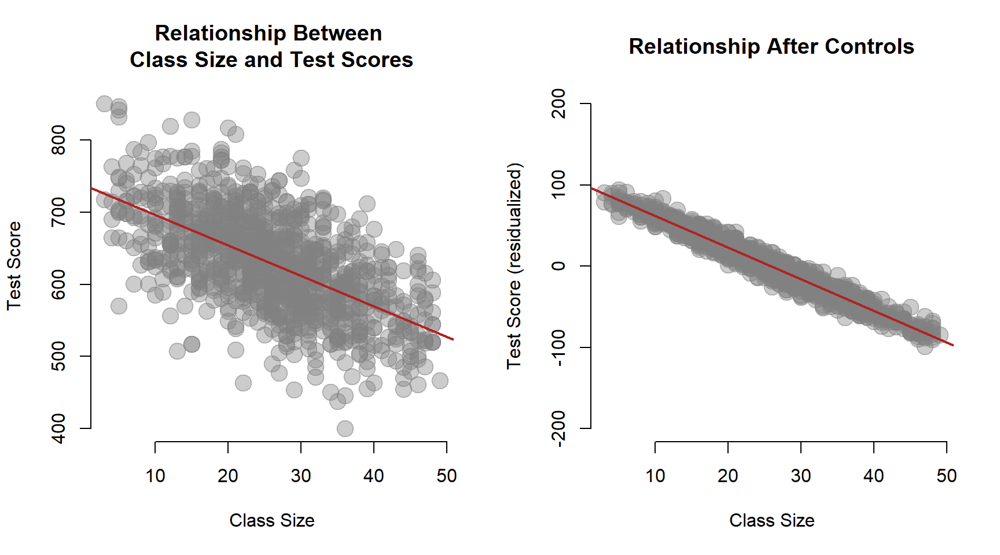 Relationship Between
Class Size and Test Scores
Test Score
800
700
600
500
400
10 20 30 40 50
Class Size
Relationship After Controls
Test Score (residualized)
200
100
0
-100
-200
10 20 30 40 50
Class Size